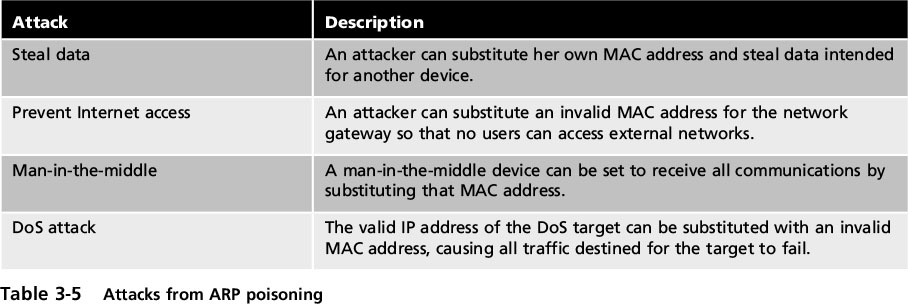 Attack Description
Steal data An attacker can substitute her own MAC address and steal data intended
for another device.
Prevent Internet access An attacker can substitute an invalid MAC address for the network
gateway so that no users can access external networks.
Man-in-the-middle A man-in-the-middle device can be set to receive all communications by
substituting that MAC address.
DoS attack The valid IP address of the DoS target can be substituted with an invalid
MAC address, causing all traffic destined for the target to fail.
Table 3-5 Attacks from ARP poisoning